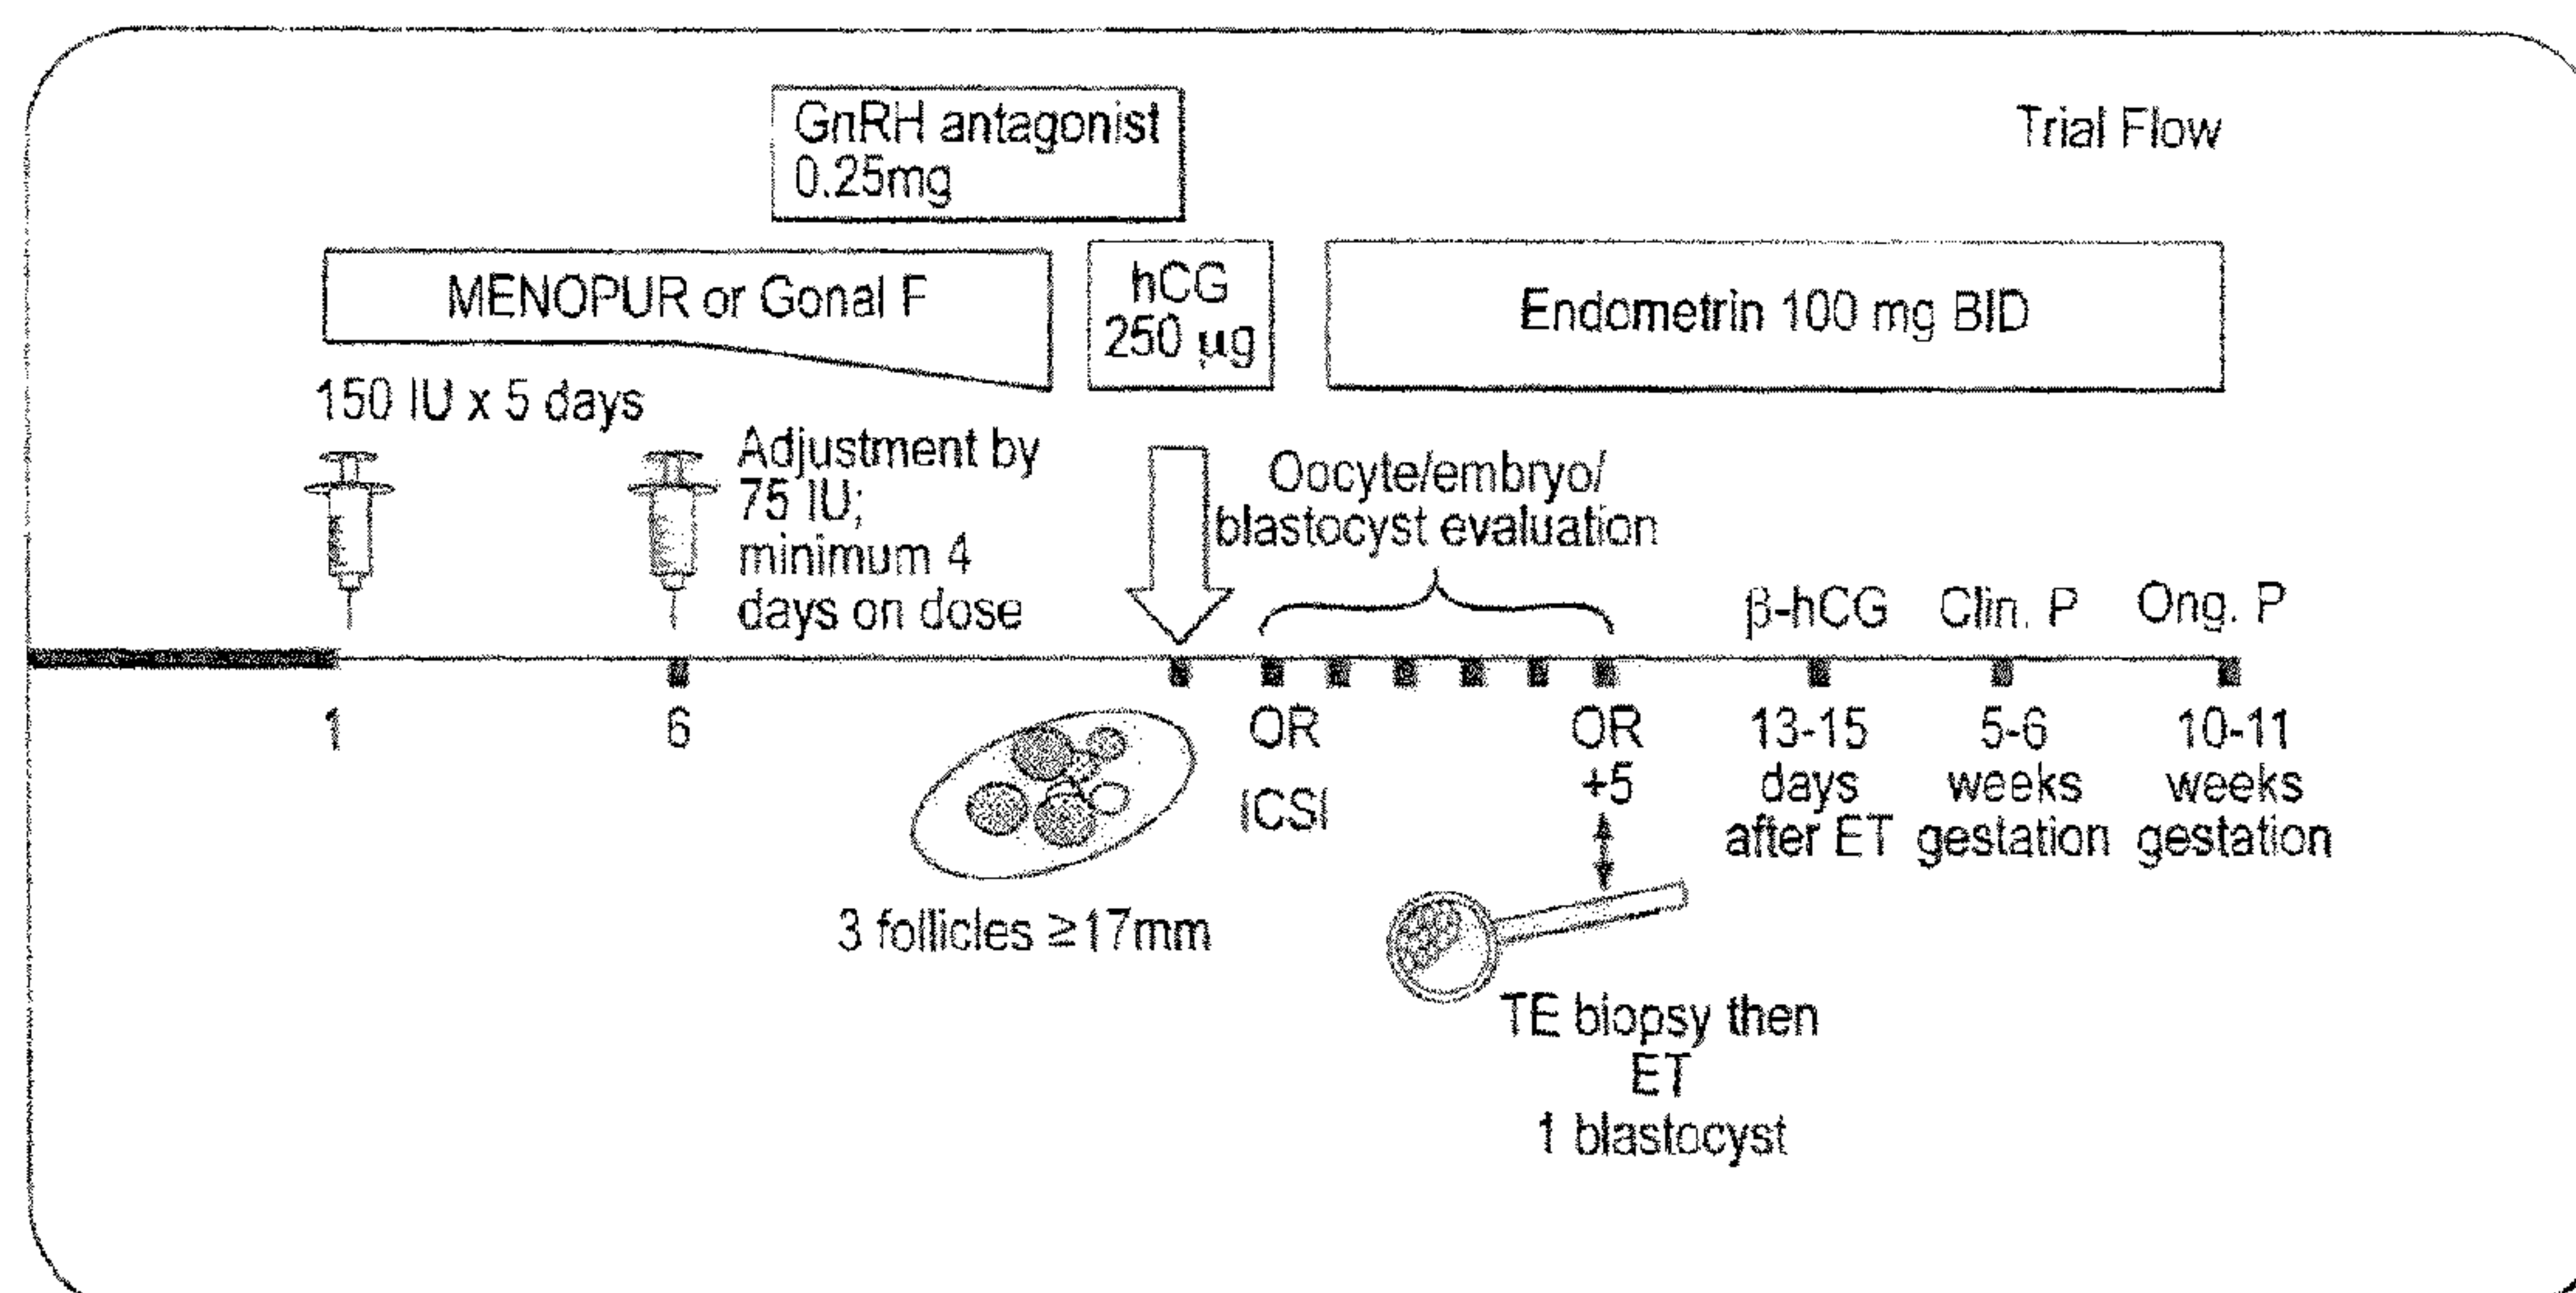 Trial Flow
GnRH antagonist
0.25mg
MENOPUR or Gonal F
hCG
250 μg
Endometrin 100 mg BID
150 IU x 5 days
Adjustment by
75 IU;
minimum 4
days on dose
Oocyte/embryo/
blastocyst evaluation
β-hCG
Clin. P
Ong. P
1
6
OR
ICSI
OR
+5
13-15
days
after ET
5-6
weeks
gestation
10-11
weeks
gestation
3 follicles ≥17mm
TE biopsy then
ET
1 blastocyst